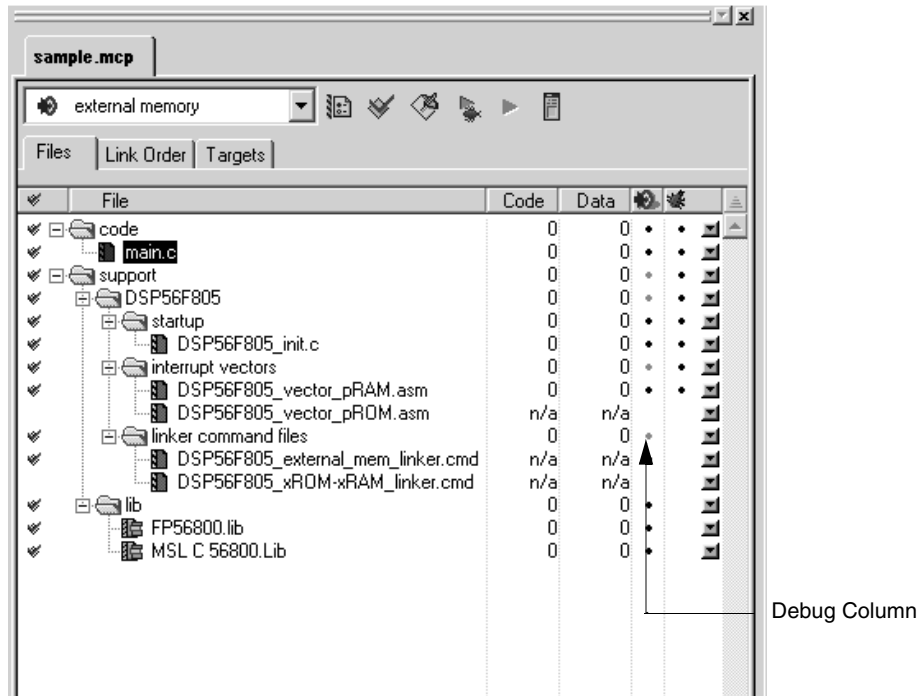 sample.mcp
external memory
Files Link Order Targets
File Code Data
code 0 0
main.c 0 0
support 0 0
DSP56F805 0 0
startup 0 0
DSP56F805_init.c 0 0
interrupt vectors 0 0
DSP56F805_vector_pRAM.asm 0 0
DSP56F805_vector_pROM.asm n/a n/a
linker command files 0 0
DSP56F805_external_mem_linker.cmd n/a n/a
DSP56F805_xROM-xRAM_linker.cmd n/a n/a
lib 0 0
FP56800.lib 0 0
MSL C 56800.Lib 0 0
Debug Column